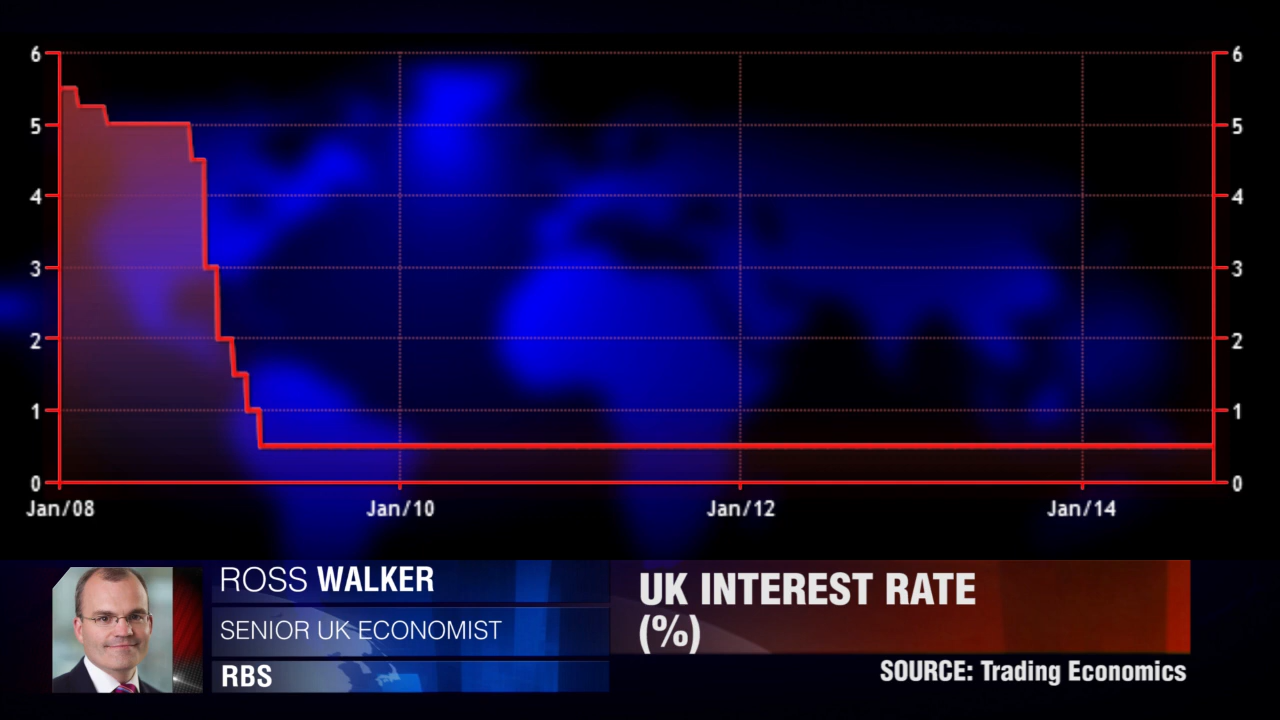 6 6
5 5
4 4
3 3
2 2
1 1
0 0
Jan/08 Jan/10 Jan/12 Jan/14
ROSS WALKER
SENIOR UK ECONOMIST
RBS
UK INTEREST RATE
(%)
SOURCE: Trading Economics